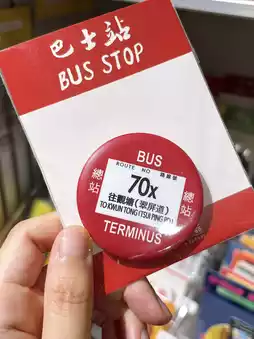 巴士站
BUS STOP
BUS
ROUTE NO 路線第
總站
70x
總站
往觀塘(翠屏道)
TO KWUN TONG (TSUI PING RD.)
TERMINUS